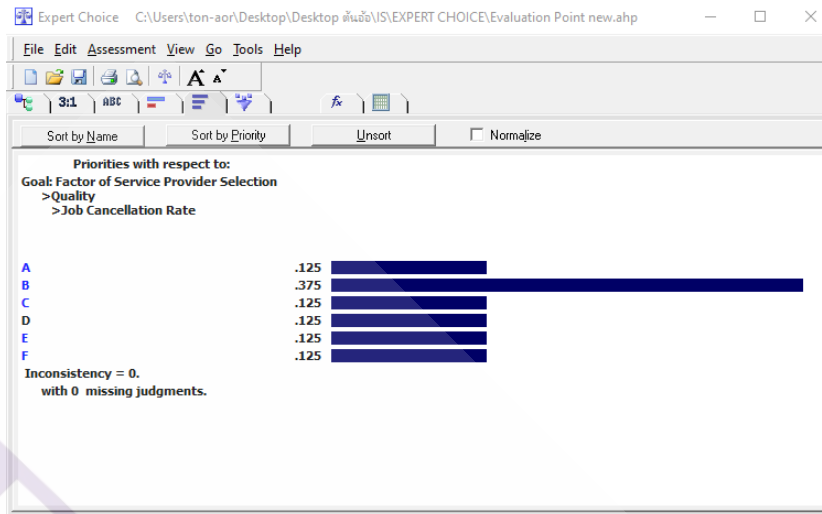 Expert Choice C:\Users\ton-aor\Desktop\Desktop ต้นอ้อ\IS\EXPERT CHOICE\Evaluation Point new.ahp
File Edit Assessment View Go Tools Help
A A
3:1 ABC fx
Sort by Name Sort by Priority Unsort Normalize
Priorities with respect to:
Goal: Factor of Service Provider Selection
>Quality
>Job Cancellation Rate
A .125
B .375
C .125
D .125
E .125
F .125
Inconsistency = 0.
with 0 missing judgments.